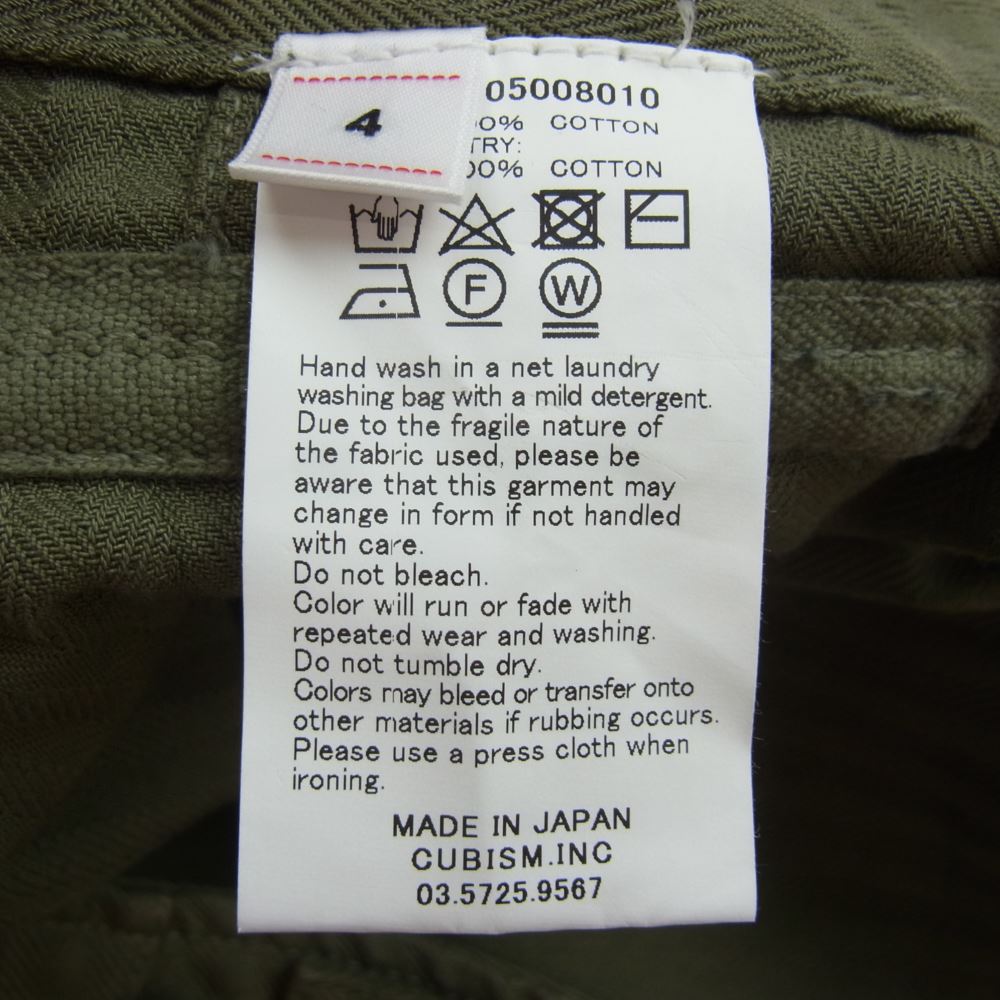 4
05008010
COTTON
COTTON
F W
Hand wash in a net laundry
washing bag with a mild detergent.
Due to the fragile nature of
the fabric used, please be
aware that this garment may
change in form if not handled
with care.
Do not bleach.
Color will run or fade with
repeated wear and washing.
Do not tumble dry.
Colors may bleed or transfer onto
other materials if rubbing occurs.
Please use a press cloth when
ironing.
MADE IN JAPAN
CUBISM.INC
03.5725.9567